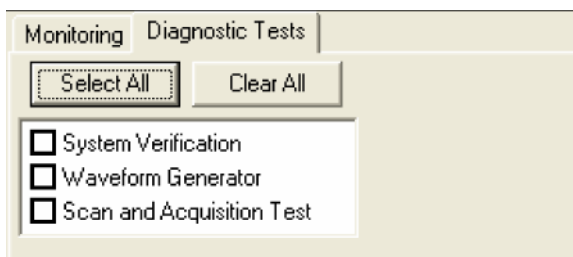 Monitoring Diagnostic Tests
Select All Clear All
System Verification
Waveform Generator
Scan and Acquisition Test